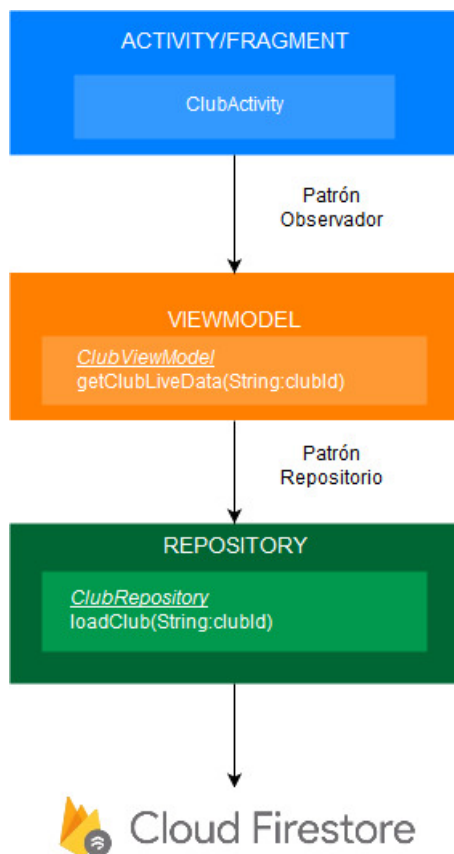 ACTIVITY/FRAGMENT
ClubActivity
Patrón
Observador
VIEWMODEL
ClubViewModel
getClubLiveData(String:clubId)
Patrón
Repositorio
REPOSITORY
ClubRepository
loadClub(String:clubId)
Cloud Firestore